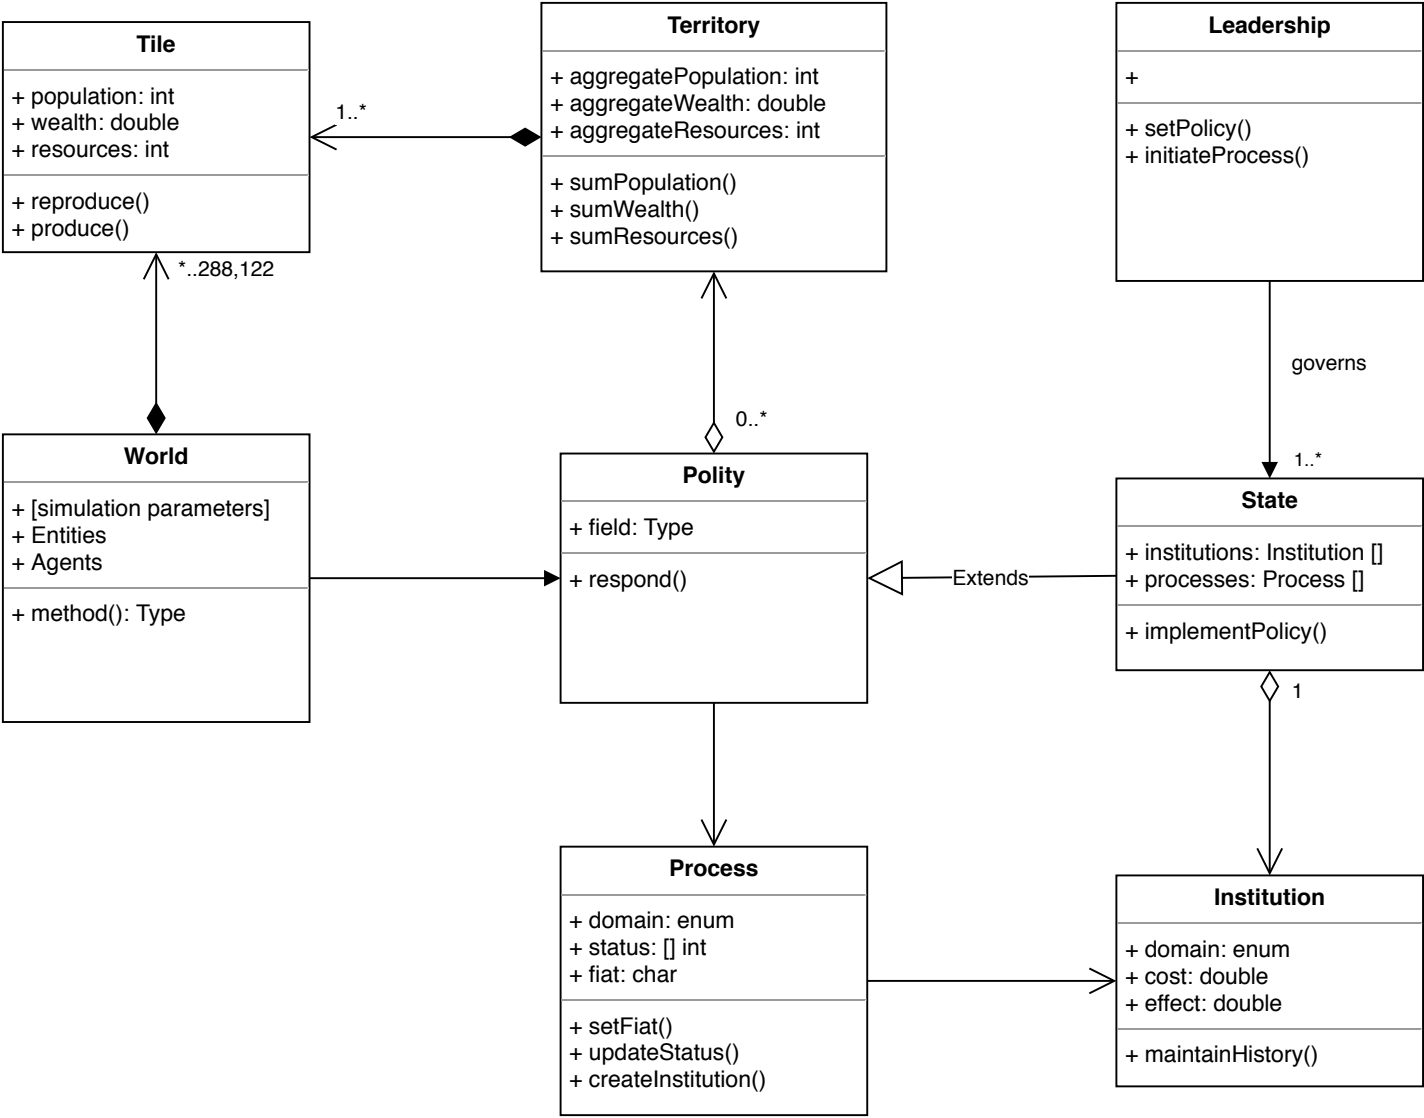 Tile
+ population: int
+ wealth: double
+ resources: int
+ reproduce()
+ produce()
1..*
Territory
+ aggregatePopulation: int
+ aggregateWealth: double
+ aggregateResources: int
+ sumPopulation()
+ sumWealth()
+ sumResources()
Leadership
+
+ setPolicy()
+ initiateProcess()
*..288,122
0..*
governs
1..*
World
+ [simulation parameters]
+ Entities
+ Agents
+ method(): Type
Polity
+ field: Type
+ respond()
Extends
State
+ institutions: Institution []
+ processes: Process []
+ implementPolicy()
1
Process
+ domain: enum
+ status: [] int
+ fiat: char
+ setFiat()
+ updateStatus()
+ createInstitution()
Institution
+ domain: enum
+ cost: double
+ effect: double
+ maintainHistory()